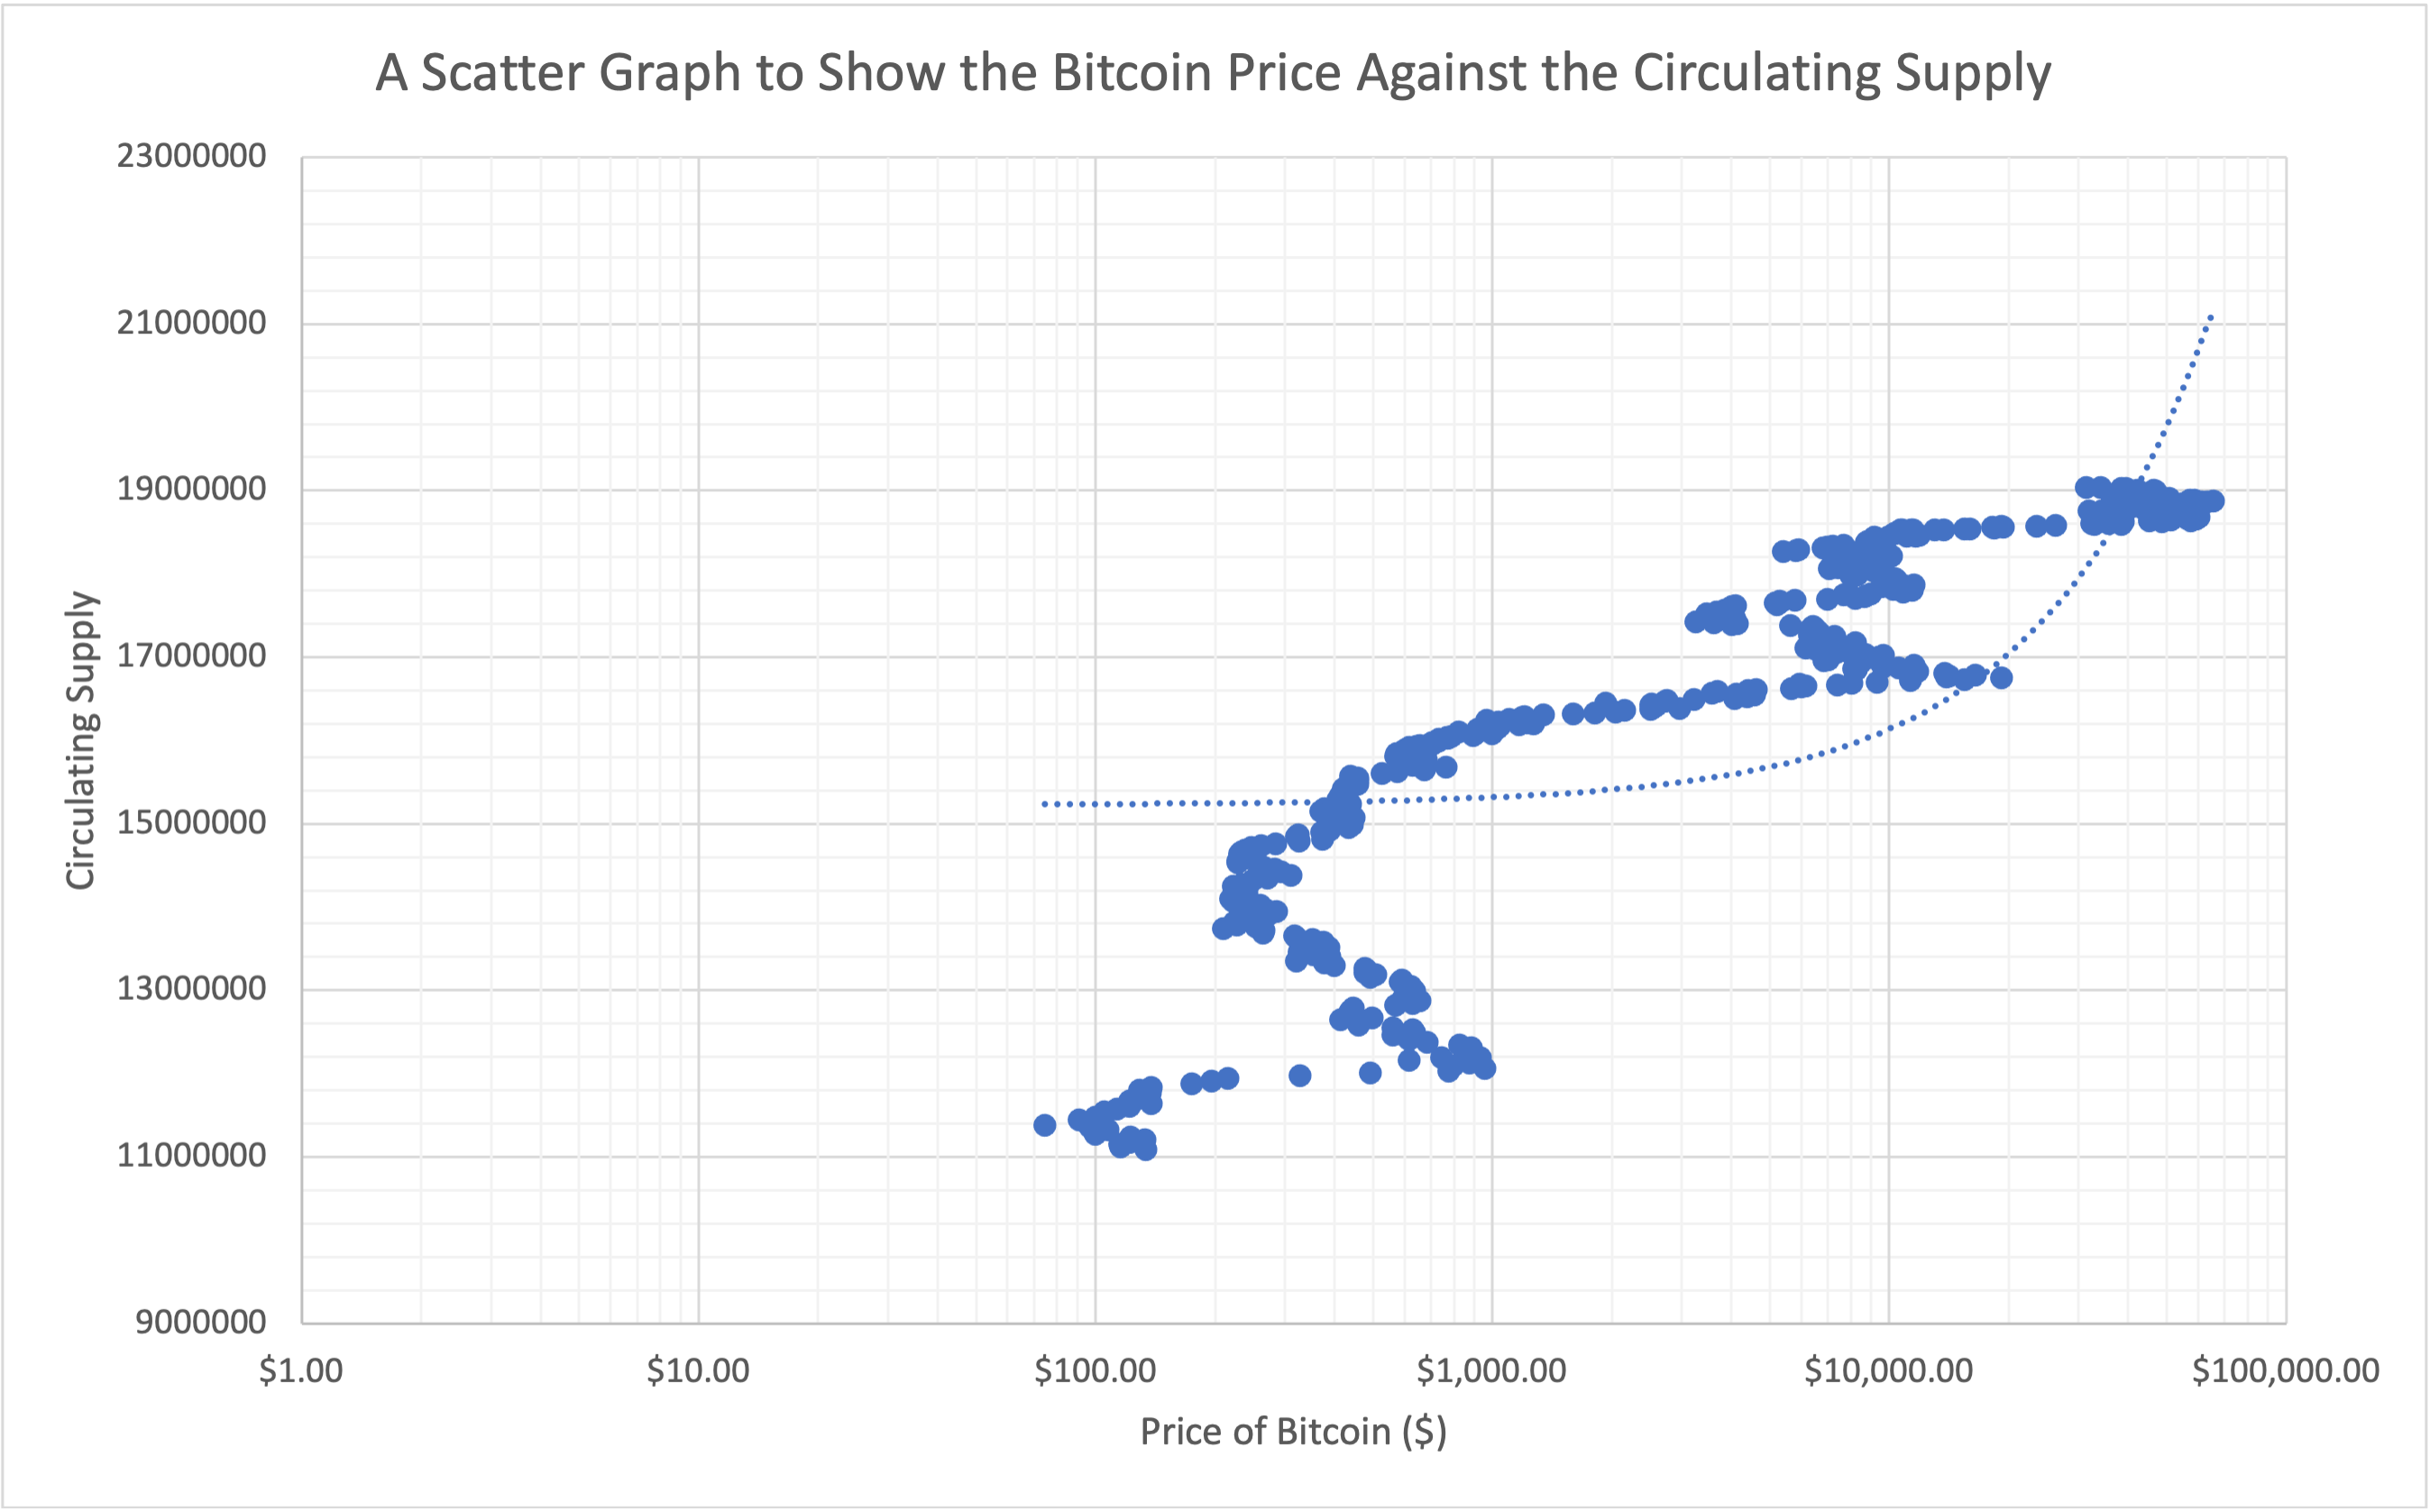 A Scatter Graph to Show the Bitcoin Price Against the Circulating Supply
23000000
21000000
19000000
17000000
15000000
13000000
11000000
9000000
Circulating Supply
$1.00 $10.00 $100.00 $1,000.00 $10,000.00 $100,000.00
Price of Bitcoin ($)